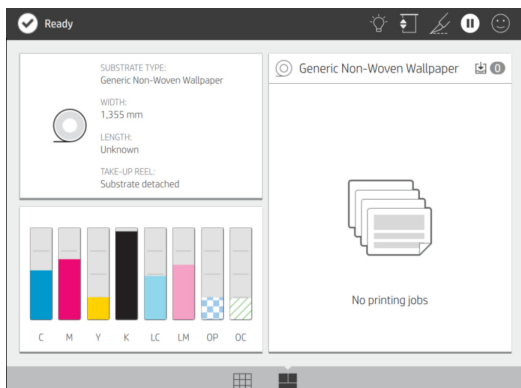 Ready
SUBSTRATE TYPE:
Generic Non-Woven Wallpaper
WIDTH:
1,355 mm
LENGTH:
Unknown
TAKE-UP REEL:
Substrate detached
C M Y K LC LM OP OC
Generic Non-Woven Wallpaper 0
No printing jobs